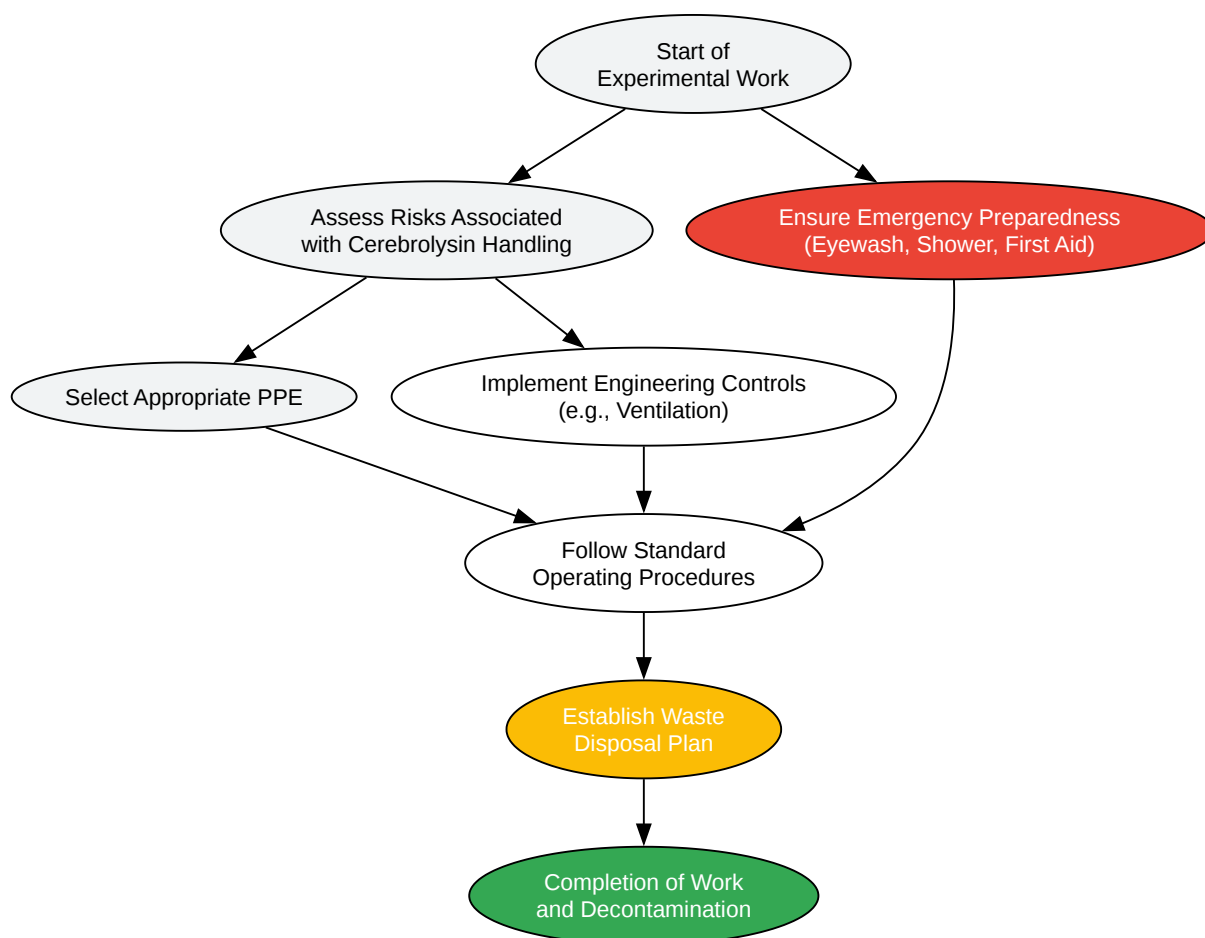 Start of
Experimental Work
Assess Risks Associated
with Cerebrolysin Handling
Ensure Emergency Preparedness
(Eyewash, Shower, First Aid)
Select Appropriate PPE
Implement Engineering Controls
(e.g., Ventilation)
Follow Standard
Operating Procedures
Establish Waste
Disposal Plan
Completion of Work
and Decontamination